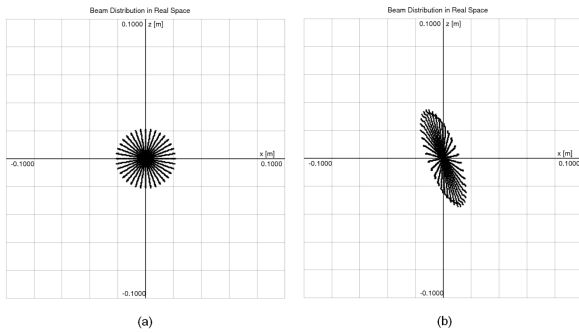 Beam Distribution in Real Space
0.1000 z [m]
x [m]
-0.1000 0.1000
-0.1000
(a)
Beam Distribution in Real Space
0.1000 z [m]
x [m]
-0.1000 0.1000
-0.1000
(b)